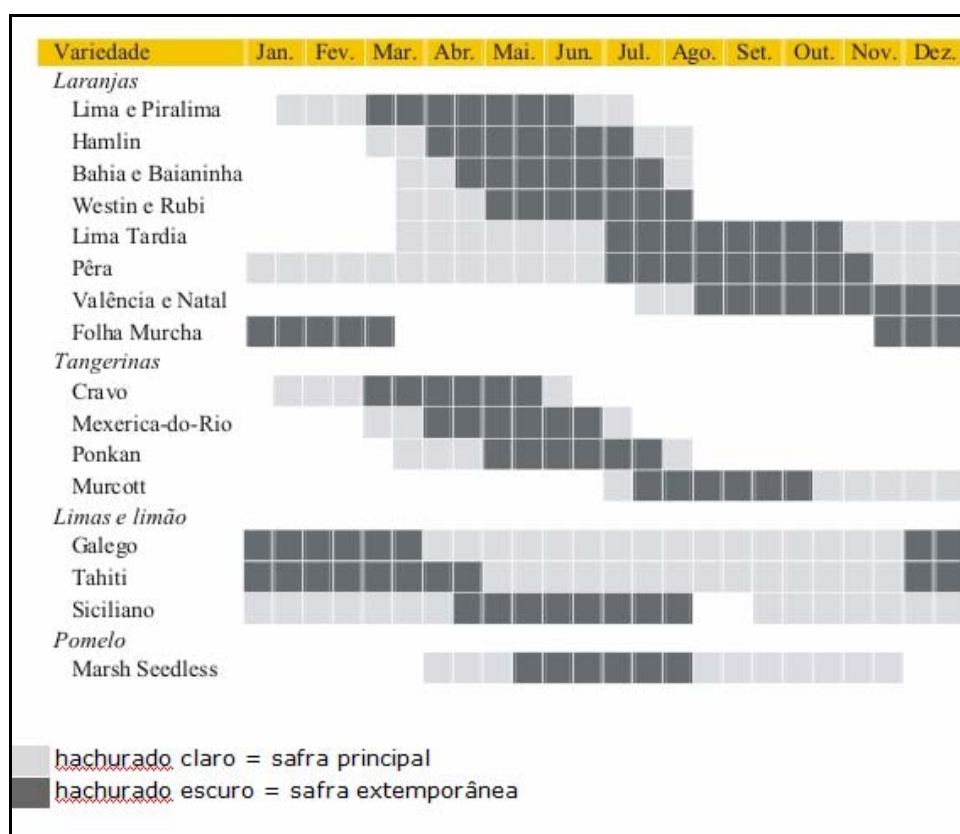 Variedade Jan. Fev. Mar. Abr. Mai. Jun. Jul. Ago. Set. Out. Nov. Dez.
Laranjas
Lima e Piralima
Hamlin
Bahia e Baianinha
Westin e Rubi
Lima Tardia
Pêra
Valência e Natal
Folha Murcha
Tangerinas
Cravo
Mexerica-do-Rio
Ponkan
Murcott
Limas e limão
Galego
Tahiti
Siciliano
Pomelo
Marsh Seedless
hachurado claro = safra principal
hachurado escuro = safra extemporânea